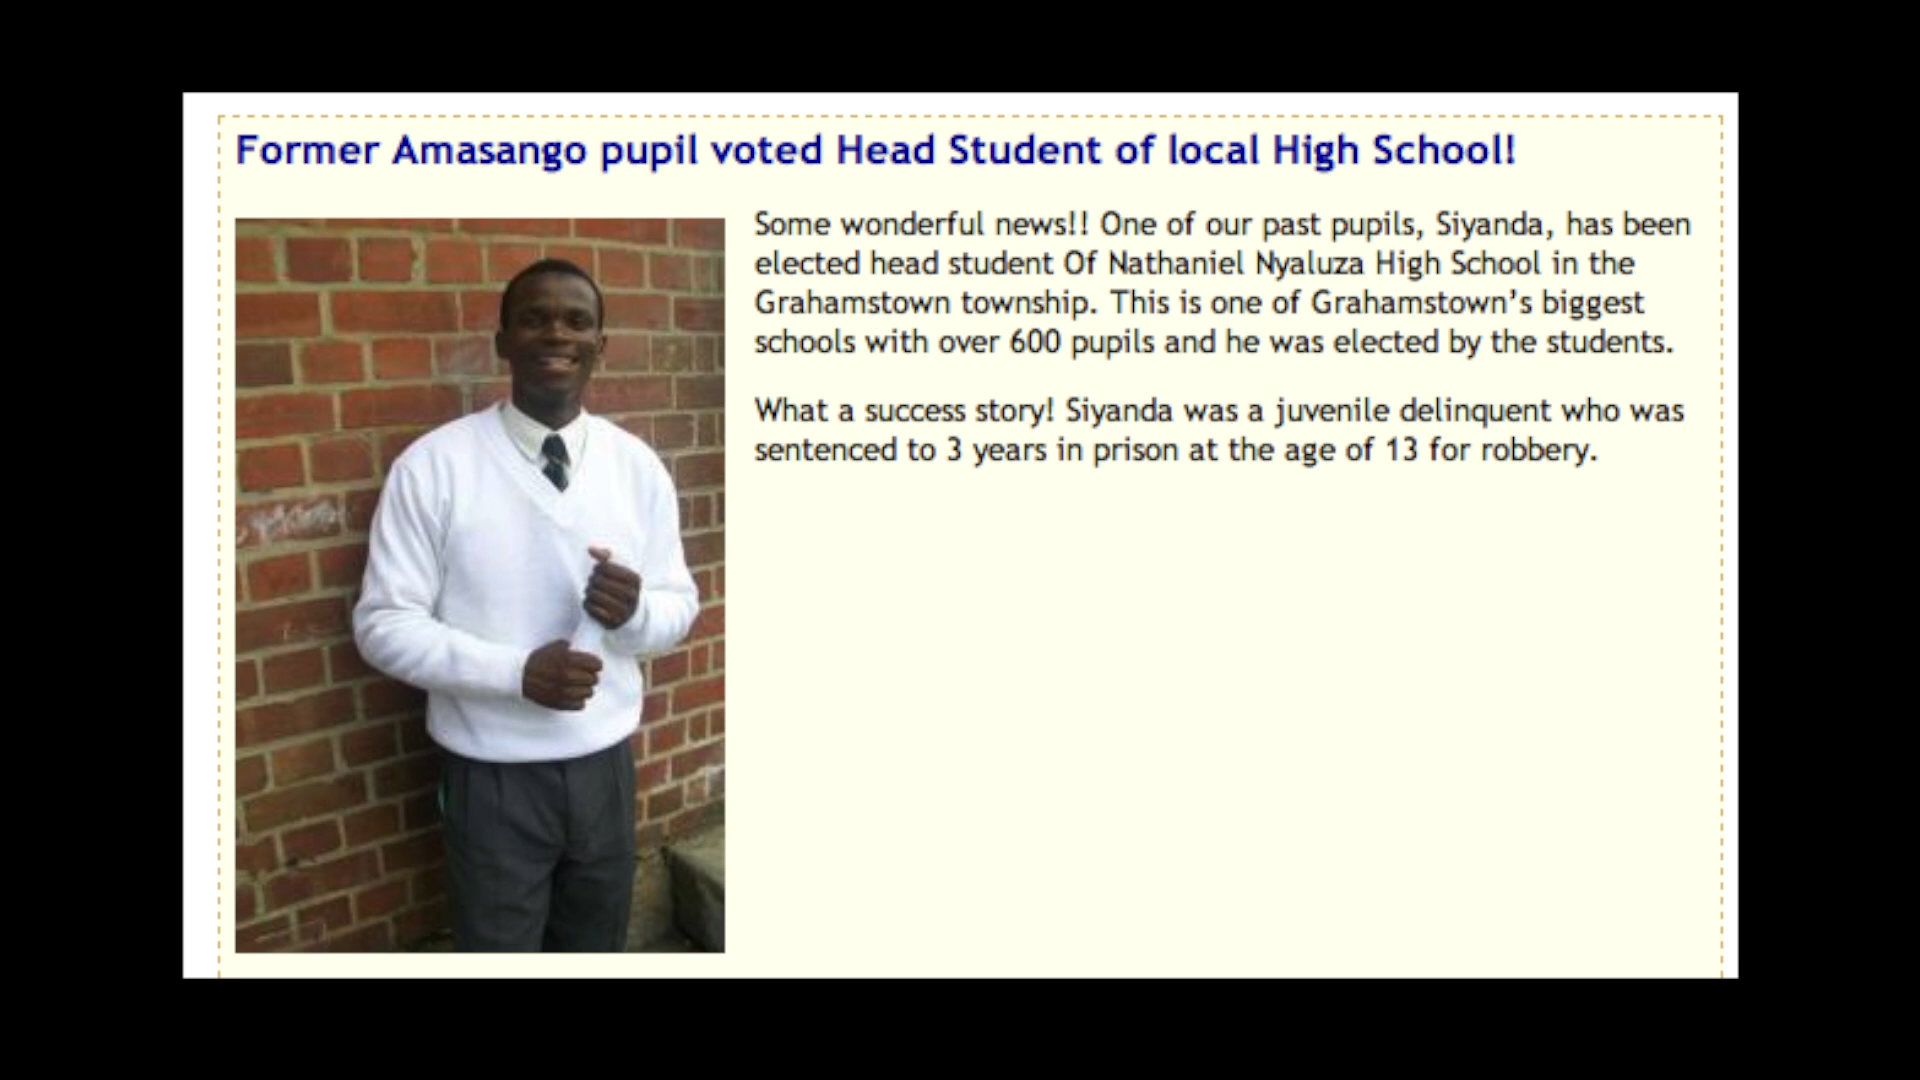 Former Amasango pupil voted Head Student of local High School!
Some wonderful news!! One of our past pupils, Siyanda, has been
elected head student Of Nathaniel Nyaluza High School in the
Grahamstown township. This is one of Grahamstown’s biggest
schools with over 600 pupils and he was elected by the students.
What a success story! Siyanda was a juvenile delinquent who was
sentenced to 3 years in prison at the age of 13 for robbery.